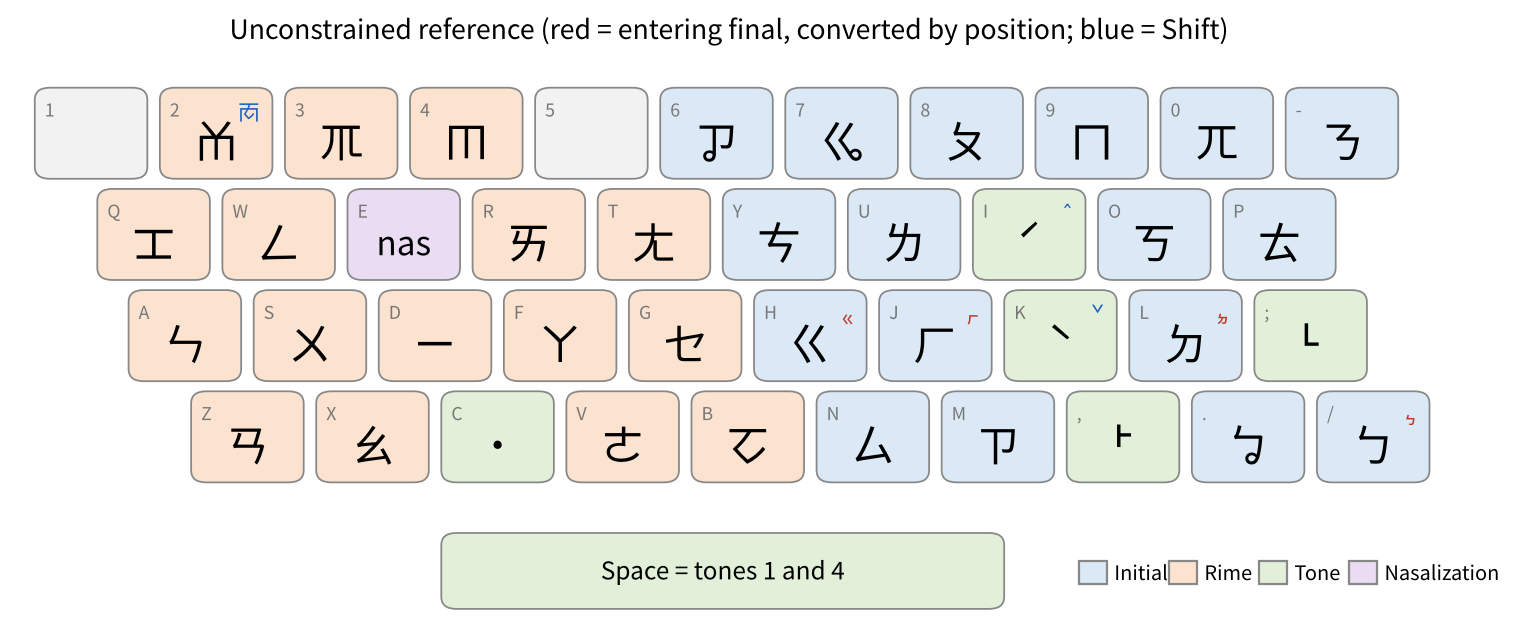 Unconstrained reference (red = entering final, converted by position; blue = Shift)
1 2 ㆬ 3 ㄫ 4 5 6 ㆡ 7 ㆣ 8 ㄆ 9 ㄇ 0 - ㄋ
Q ㆲ W ㄥ E nas R ㄞ T ㄤ Y ㄘ U ㄌ I ˊ ˆ O ㄎ P ㄊ
A ㄣ S ㄨ D ㄧ F ㄚ G ㆤ H ㄍ ㆶ J ㄏ ㆷ K ˋ ˇ L ㄉ ㆵ ; ˪
Z ㄢ X ㄠ C ˙ V ㄜ B ㆦ N ㄙ M ㄗ , ˫ . ㆠ / ㄅ ㆴ
Space = tones 1 and 4
Initial Rime Tone Nasalization